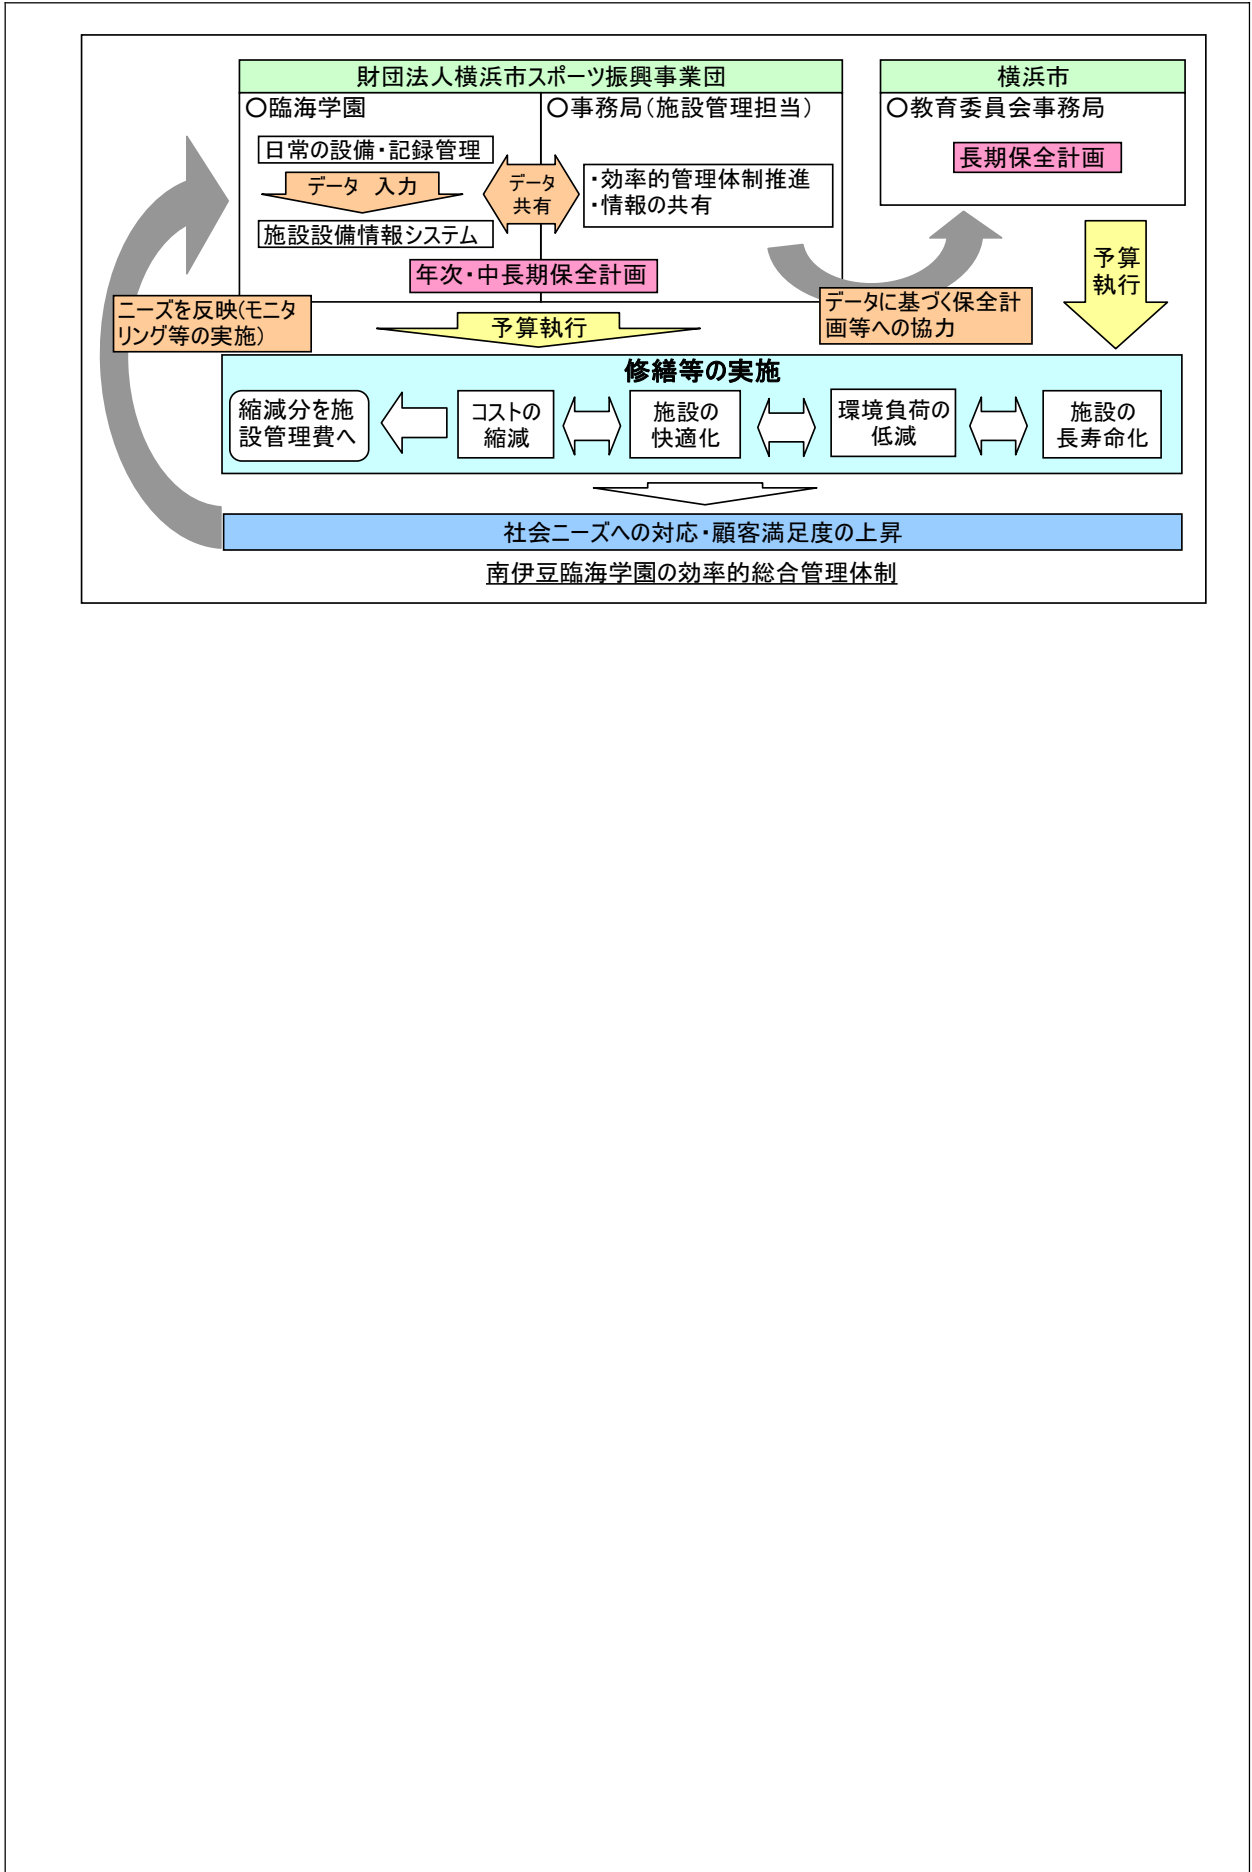 財団法人横浜市スポーツ振興事業団
〇臨海学園
日常の設備・記録管理
データ 入力
施設設備情報システム
データ
共有
〇事務局(施設管理担当)
・効率的管理体制推進
・情報の共有
年次・中長期保全計画
横浜市
〇教育委員会事務局
長期保全計画
予算
執行
ニーズを反映(モニタ
リング等の実施)
予算執行
データに基づく保全計
画等への協力
修繕等の実施
縮減分を施
設管理費へ
コストの
縮減
施設の
快適化
環境負荷の
低減
施設の
長寿命化
社会ニーズへの対応・顧客満足度の上昇
南伊豆臨海学園の効率的総合管理体制